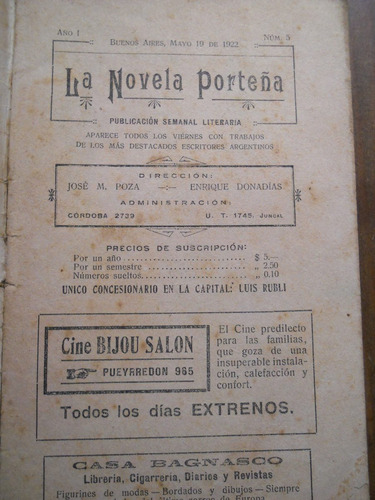 Año I Núm. 3
Buenos Aires, Mayo 19 de 1922
La Novela Porteña
PUBLICACIÓN SEMANAL LITERARIA
APARECE TODOS LOS VIERNES CON TRABAJOS
DE LOS MÁS DESTACADOS ESCRITORES ARGENTINOS
DIRECCIÓN:
JOSÉ M. POZA ENRIQUE DONADÍAS
ADMINISTRACIÓN:
CÓRDOBA 2729 U. T. 1745, Juncal
PRECIOS DE SUSCRIPCIÓN:
Por un año ........................ $ 5.—
Por un semestre ................ „ 2.50
Números sueltos................. „ 0.10
UNICO CONCESIONARIO EN LA CAPITAL: LUIS RUBLI
Cine BIJOU SALON
PUEYRREDON 965
El Cine predilecto
para las familias,
que goza de una
insuperable instala-
ción, calefacción y
confort.
Todos los días EXTRENOS.
CASA BAGNASCO
Librería, Cigarrería, Diarios y Revistas
Figurines de modas — Bordados y dibujos — Siempre